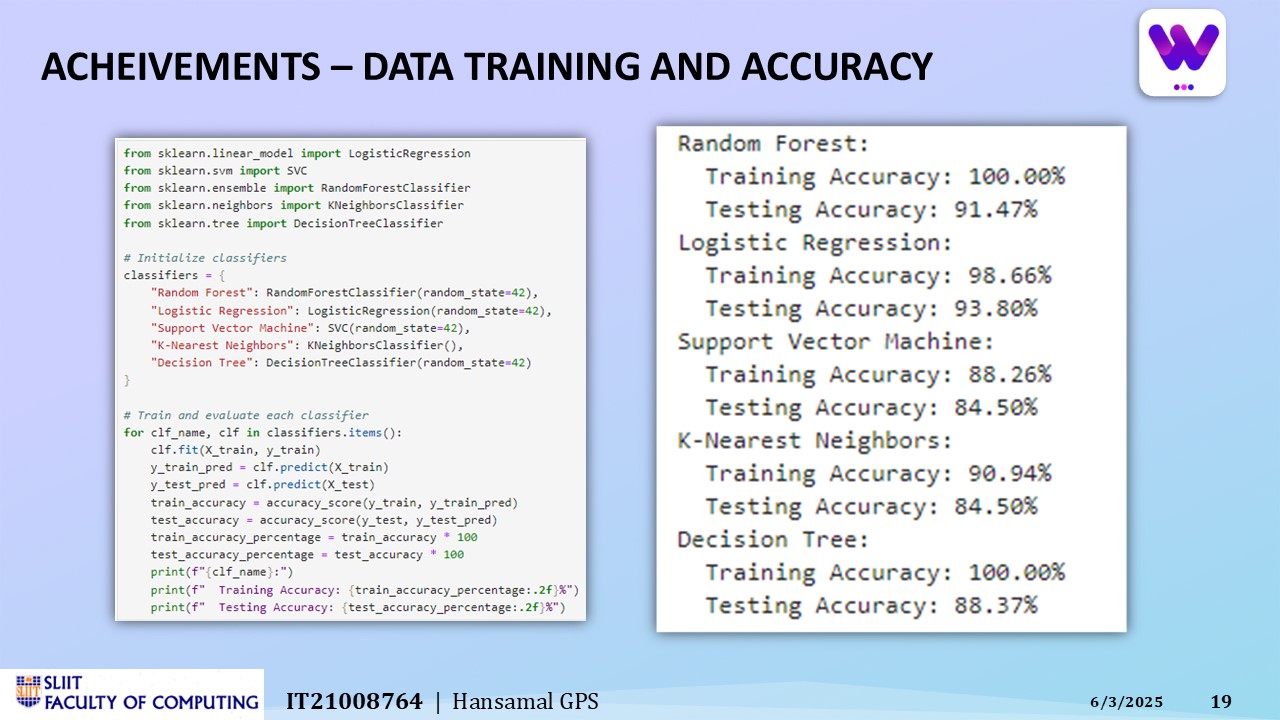 ACHEIVEMENTS – DATA TRAINING AND ACCURACY
W
from sklearn.linear_model import LogisticRegression
from sklearn.svm import SVC
from sklearn.ensemble import RandomForestClassifier
from sklearn.neighbors import KNeighborsClassifier
from sklearn.tree import DecisionTreeClassifier
# Initialize classifiers
classifiers = {
    "Random Forest": RandomForestClassifier(random_state=42),
    "Logistic Regression": LogisticRegression(random_state=42),
    "Support Vector Machine": SVC(random_state=42),
    "K-Nearest Neighbors": KNeighborsClassifier(),
    "Decision Tree": DecisionTreeClassifier(random_state=42)
}
# Train and evaluate each classifier
for clf_name, clf in classifiers.items():
    clf.fit(X_train, y_train)
    y_train_pred = clf.predict(X_train)
    y_test_pred = clf.predict(X_test)
    train_accuracy = accuracy_score(y_train, y_train_pred)
    test_accuracy = accuracy_score(y_test, y_test_pred)
    train_accuracy_percentage = train_accuracy * 100
    test_accuracy_percentage = test_accuracy * 100
    print(f"{clf_name}:")
    print(f"  Training Accuracy: {train_accuracy_percentage:.2f}%")
    print(f"  Testing Accuracy: {test_accuracy_percentage:.2f}%")
Random Forest:
  Training Accuracy: 100.00%
  Testing Accuracy: 91.47%
Logistic Regression:
  Training Accuracy: 98.66%
  Testing Accuracy: 93.80%
Support Vector Machine:
  Training Accuracy: 88.26%
  Testing Accuracy: 84.50%
K-Nearest Neighbors:
  Training Accuracy: 90.94%
  Testing Accuracy: 84.50%
Decision Tree:
  Training Accuracy: 100.00%
  Testing Accuracy: 88.37%
SLIIT
FACULTY OF COMPUTING
IT21008764 | Hansamal GPS
6/3/2025
19